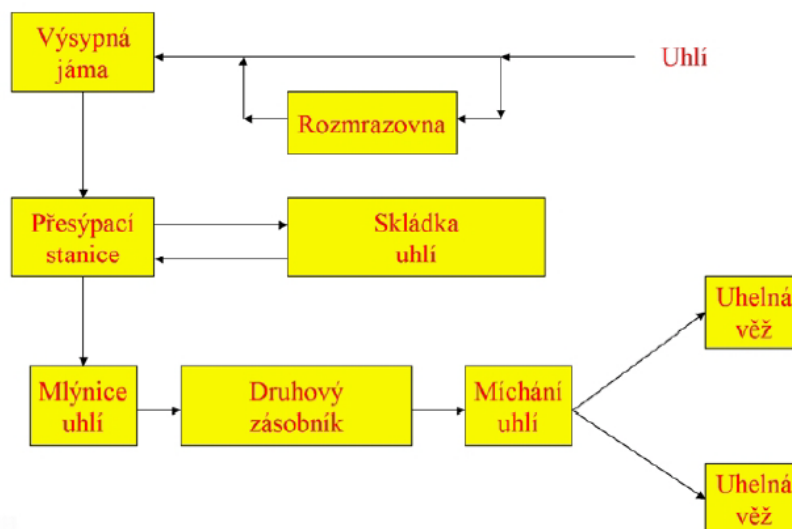 Výsypná
jáma
Uhlí
Rozmrazovna
Přesýpací
stanice
Skládka
uhlí
Uhelná
věž
Mlýnice
uhlí
Druhový
zásobník
Míchání
uhlí
Uhelná
věž